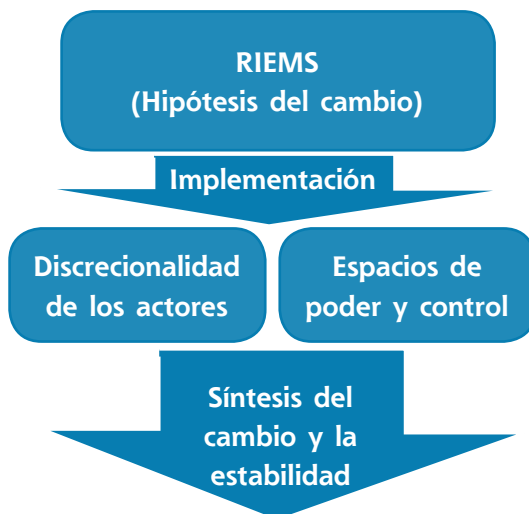 RIEMS
(Hipótesis del cambio)
Implementación
Discrecionalidad
de los actores
Espacios de
poder y control
Síntesis del
cambio y la
estabilidad